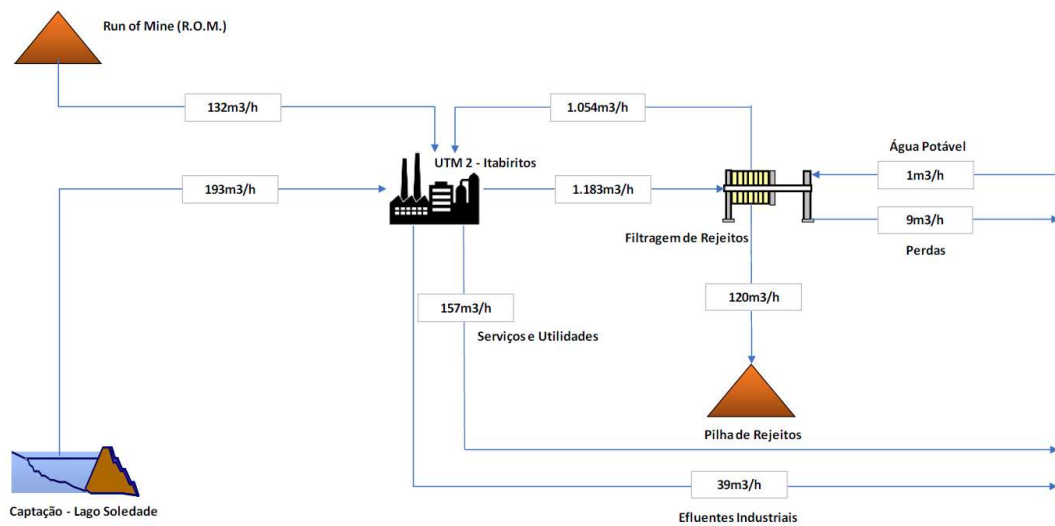 Run of Mine (R.O.M.)
132m3/h
1.054m3/h
Água Potável
UTM 2 - Itabiritos
193m3/h
1.183m3/h
1m3/h
9m3/h
Filtragem de Rejeitos
Perdas
157m3/h
120m3/h
Serviços e Utilidades
Pilha de Rejeitos
39m3/h
Captação - Lago Soledade
Efluentes Industriais